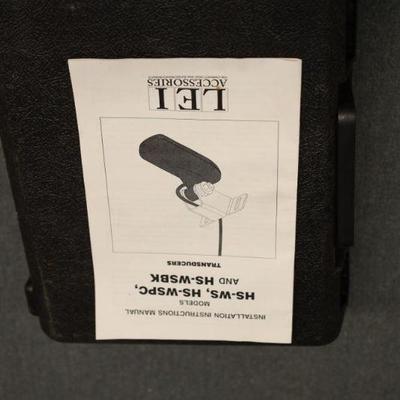 INSTALLATION INSTRUCTIONS MANUAL
MODELS
HS-WS, HS-WSPC,
AND HS-WSBK
TRANSDUCERS
LEI
ACCESSORIES